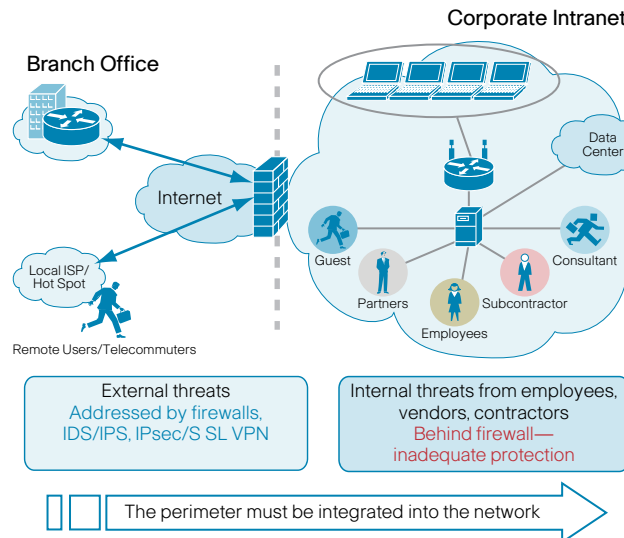 Corporate Intranet
Branch Office
Data
Center
Internet
Guest
Consultant
Partners
Subcontractor
Employees
Local ISP/
Hot Spot
Remote Users/Telecommuters
External threats
Addressed by firewalls,
IDS/IPS, IPsec/S SL VPN
Internal threats from employees,
vendors, contractors
Behind firewall—
inadequate protection
The perimeter must be integrated into the network